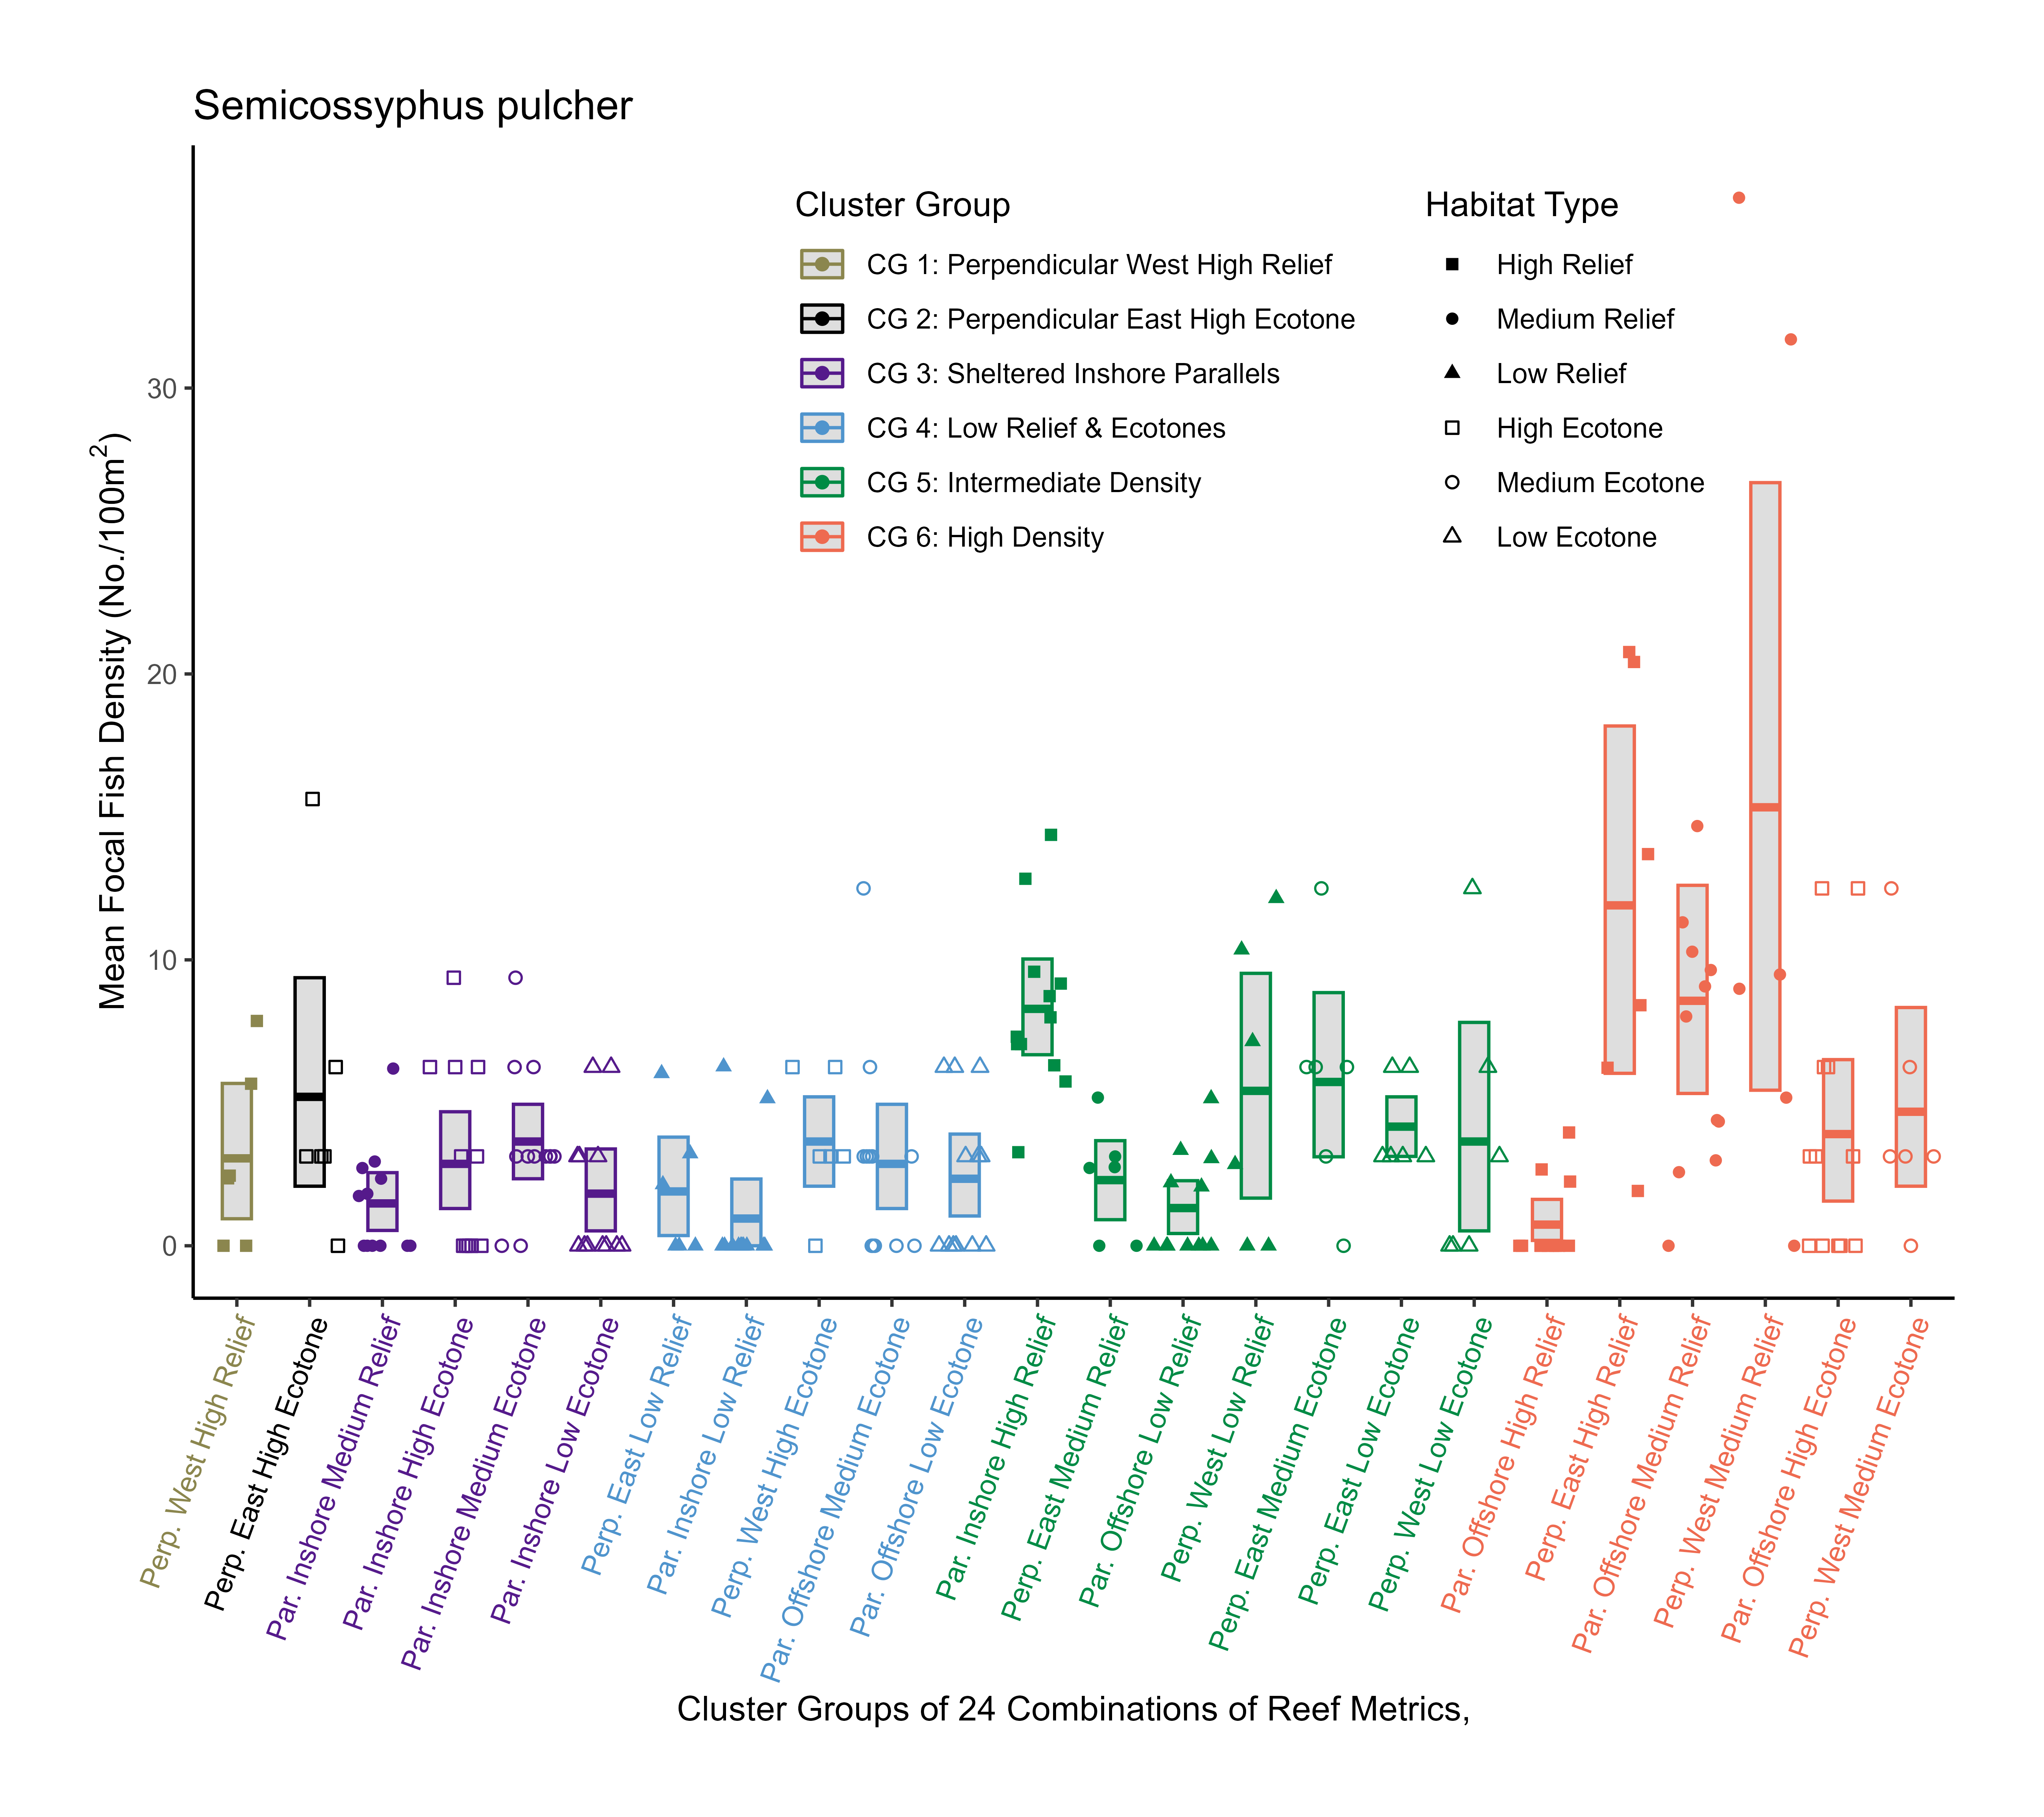 Semicossyphus pulcher
Mean Focal Fish Density (No./100m²)
30
20
10
0
Cluster Group
CG 1: Perpendicular West High Relief
CG 2: Perpendicular East High Ecotone
CG 3: Sheltered Inshore Parallels
CG 4: Low Relief & Ecotones
CG 5: Intermediate Density
CG 6: High Density
Habitat Type
High Relief
Medium Relief
Low Relief
High Ecotone
Medium Ecotone
Low Ecotone
Perp. West High Relief
Perp. East High Ecotone
Par. Inshore Medium Relief
Par. Inshore High Ecotone
Par. Inshore Medium Ecotone
Par. Inshore Low Ecotone
Perp. East Low Relief
Par. Inshore Low Relief
Perp. West High Ecotone
Par. Offshore Medium Ecotone
Par. Offshore Low Ecotone
Par. Inshore High Relief
Perp. East Medium Relief
Par. Offshore Low Relief
Perp. West Low Relief
Perp. East Medium Ecotone
Perp. East Low Ecotone
Perp. West Low Ecotone
Par. Offshore High Relief
Perp. East High Relief
Par. Offshore Medium Relief
Perp. West Medium Relief
Par. Offshore High Ecotone
Perp. West Medium Ecotone
Cluster Groups of 24 Combinations of Reef Metrics,